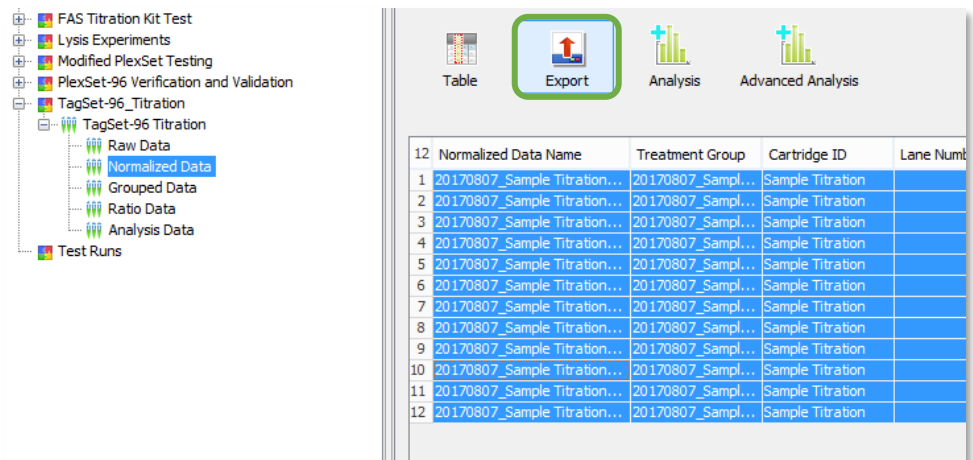 FAS Titration Kit Test
Lysis Experiments
Modified PlexSet Testing
PlexSet-96 Verification and Validation
TagSet-96_Titration
TagSet-96 Titration
Raw Data
Normalized Data
Grouped Data
Ratio Data
Analysis Data
Test Runs
Table Export Analysis Advanced Analysis
12 Normalized Data Name Treatment Group Cartridge ID Lane Numb
1 20170807_Sample Titration... 20170807_Sampl... Sample Titration
2 20170807_Sample Titration... 20170807_Sampl... Sample Titration
3 20170807_Sample Titration... 20170807_Sampl... Sample Titration
4 20170807_Sample Titration... 20170807_Sampl... Sample Titration
5 20170807_Sample Titration... 20170807_Sampl... Sample Titration
6 20170807_Sample Titration... 20170807_Sampl... Sample Titration
7 20170807_Sample Titration... 20170807_Sampl... Sample Titration
8 20170807_Sample Titration... 20170807_Sampl... Sample Titration
9 20170807_Sample Titration... 20170807_Sampl... Sample Titration
10 20170807_Sample Titration... 20170807_Sampl... Sample Titration
11 20170807_Sample Titration... 20170807_Sampl... Sample Titration
12 20170807_Sample Titration... 20170807_Sampl... Sample Titration